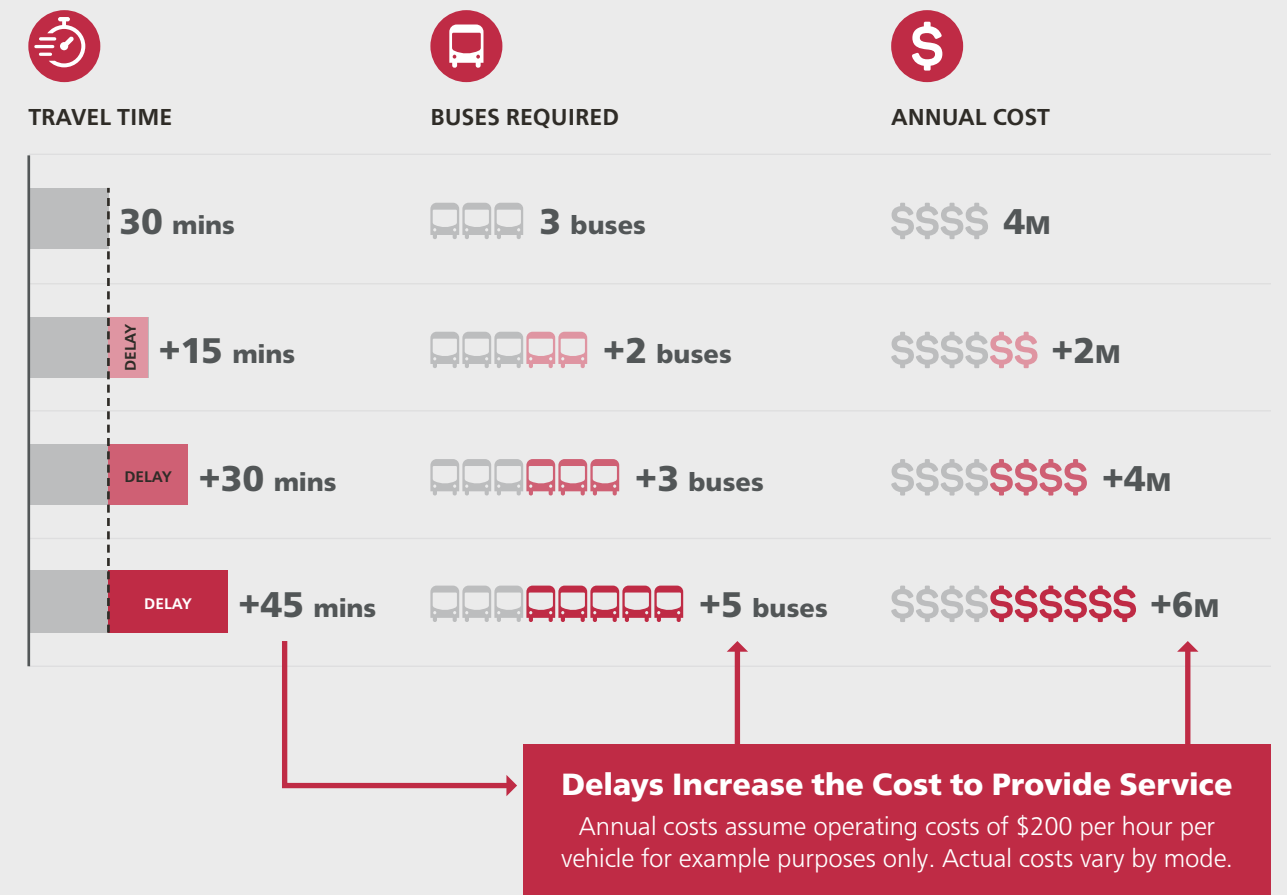 $
TRAVEL TIME
BUSES REQUIRED
ANNUAL COST
30 mins
3 buses
$$$$ 4M
DELAY
+15 mins
+2 buses
$$$$$$ +2M
DELAY
+30 mins
+3 buses
$$$$$$$$ +4M
DELAY
+45 mins
+5 buses
$$$$$$$$$$ +6M
Delays Increase the Cost to Provide Service
Annual costs assume operating costs of $200 per hour per
vehicle for example purposes only. Actual costs vary by mode.